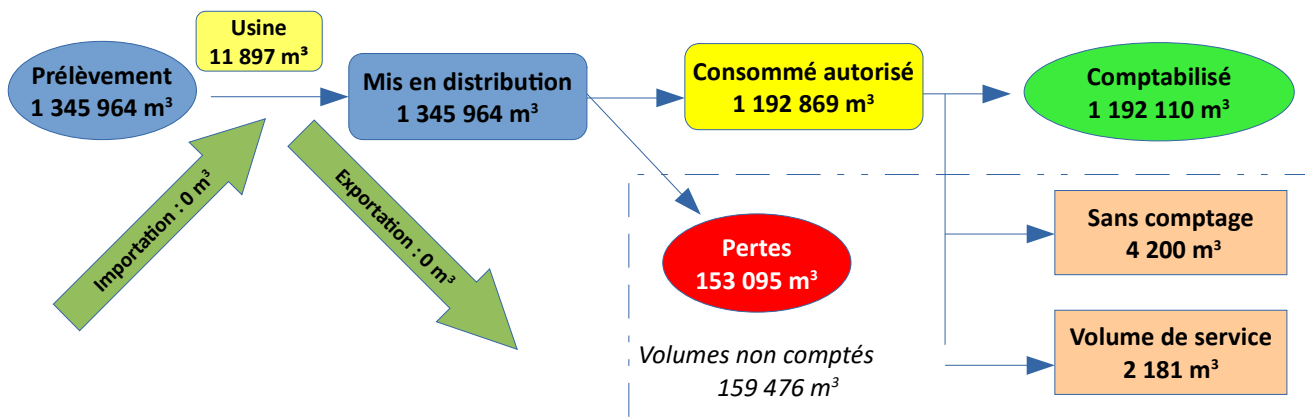 Usine
11 897 m³
Prélèvement
1 345 964 m³
Mis en distribution
1 345 964 m³
Consommé autorisé
1 192 869 m³
Comptabilisé
1 192 110 m³
Importation : 0 m³
Exportation : 0 m³
Pertes
153 095 m³
Sans comptage
4 200 m³
Volumes non comptés
159 476 m³
Volume de service
2 181 m³